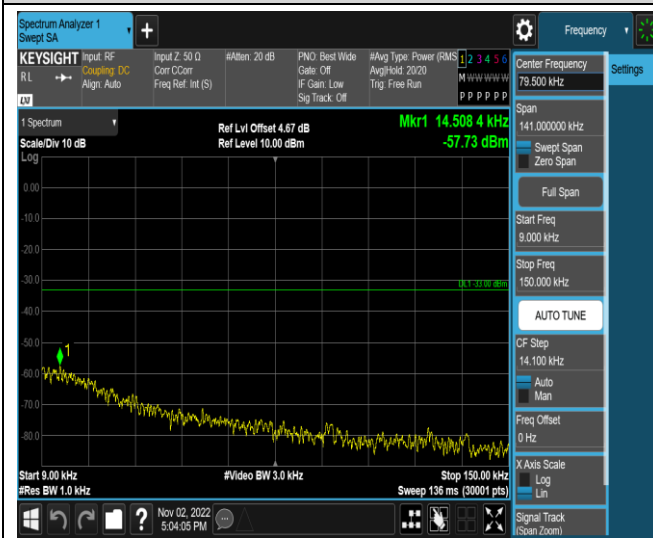 Spectrum Analyzer 1
Swept SA
+
Frequency
KEYSIGHT
Input: RF
Coupling: DC
Align: Auto
Input Z: 50 Ω
Corr CCorr
Freq Ref: Int (S)
#Atten: 20 dB
PNO: Best Wide
Gate: Off
IF Gain: Low
Sig Track: Off
#Avg Type: Power (RMS
Avg|Hold: 20/20
Trig: Free Run
1 2 3 4 5 6
M W W W W W
P P P P P P
RL
LXI
Center Frequency
79.500 kHz
Settings
Span
141.000000 kHz
Swept Span
Zero Span
Full Span
Start Freq
9.000 kHz
Stop Freq
150.000 kHz
AUTO TUNE
CF Step
14.100 kHz
Auto
Man
Freq Offset
0 Hz
X Axis Scale
Log
Lin
Signal Track
(Span Zoom)
1 Spectrum
Scale/Div 10 dB
Log
Ref Lvl Offset 4.67 dB
Ref Level 10.00 dBm
Mkr1 14.508 4 kHz
-57.73 dBm
0.00
-10.0
-20.0
-30.0
DL1 -33.00 dBm
-40.0
-50.0
1
-60.0
-70.0
-80.0
Start 9.00 kHz
#Res BW 1.0 kHz
#Video BW 3.0 kHz
Stop 150.00 kHz
Sweep 136 ms (30001 pts)
?
Nov 02, 2022
5:04:05 PM